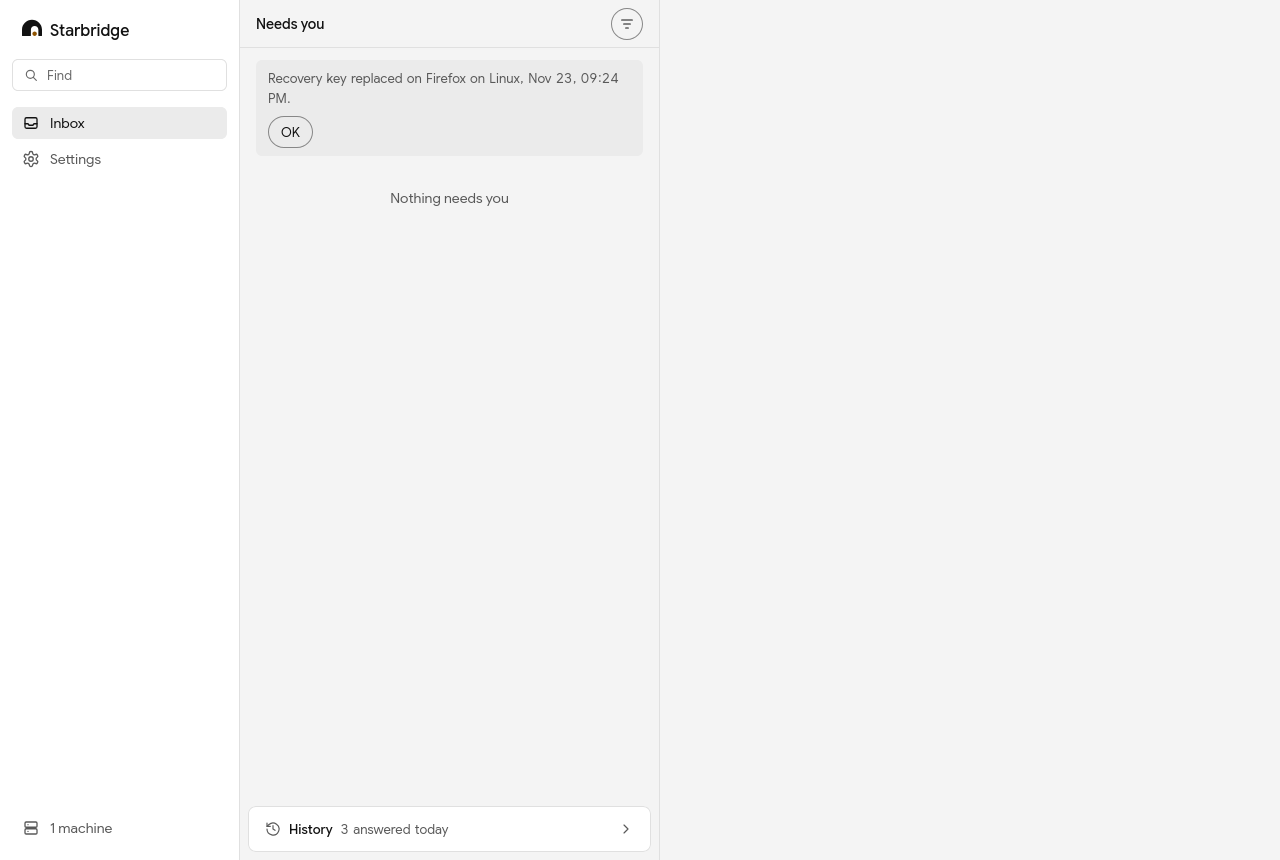 Starbridge
Find
Inbox
Settings
1 machine
Needs you
Recovery key replaced on Firefox on Linux, Nov 23, 09:24
PM.
OK
Nothing needs you
History 3 answered today